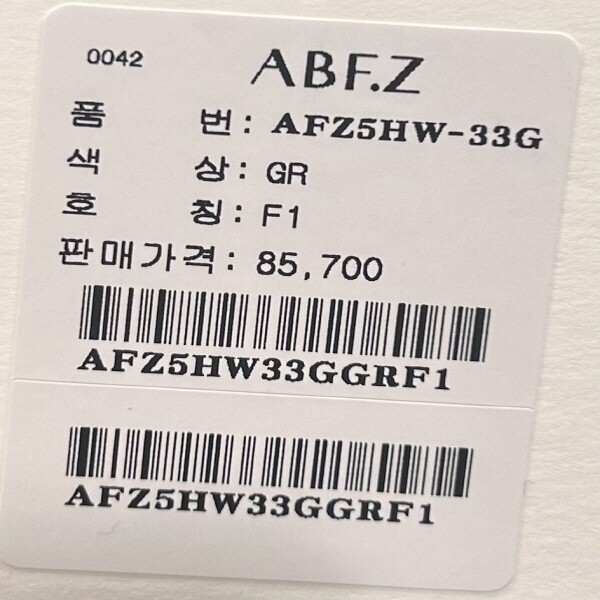 0042 ABF.Z
품 번: AFZ5HW-33G
색 상: GR
호 칭: F1
판매가격: 85,700
AFZ5HW33GGRF1
AFZ5HW33GGRF1